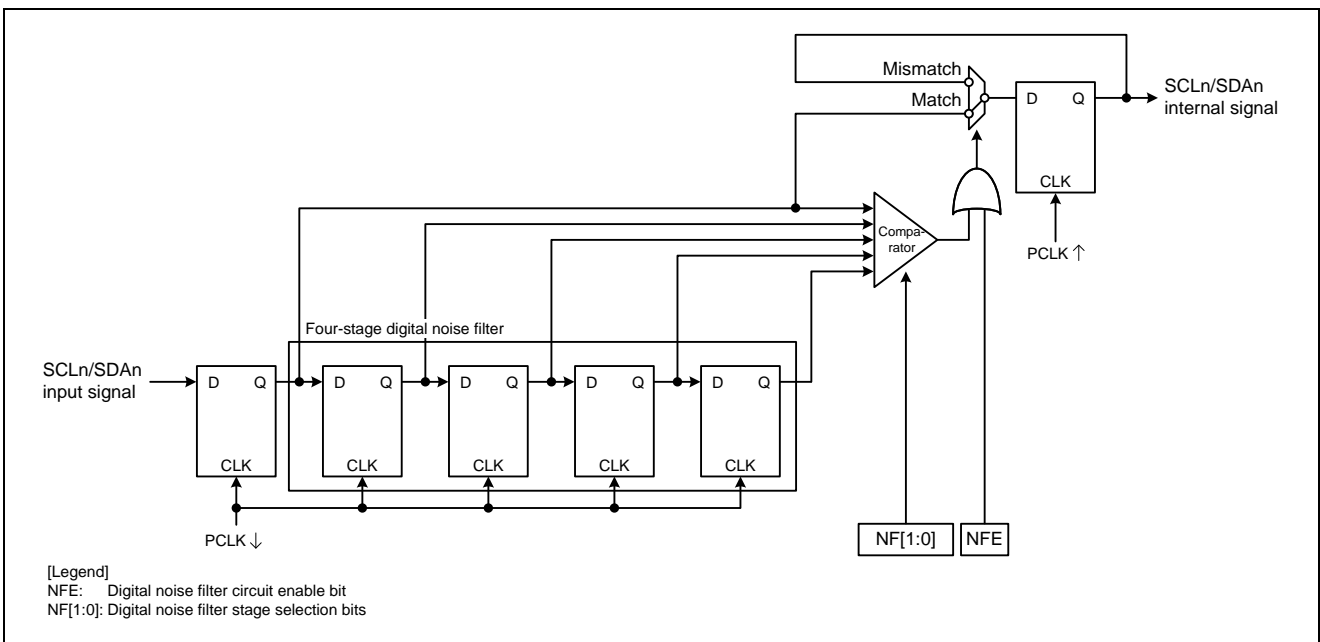 Mismatch
Match
D Q
CLK
PCLK ↑
SCLn/SDAn
internal signal
Compa-
rator
Four-stage digital noise filter
SCLn/SDAn
input signal
D Q
CLK
D Q
CLK
D Q
CLK
D Q
CLK
D Q
CLK
PCLK ↓
NF[1:0]
NFE
[Legend]
NFE: Digital noise filter circuit enable bit
NF[1:0]: Digital noise filter stage selection bits